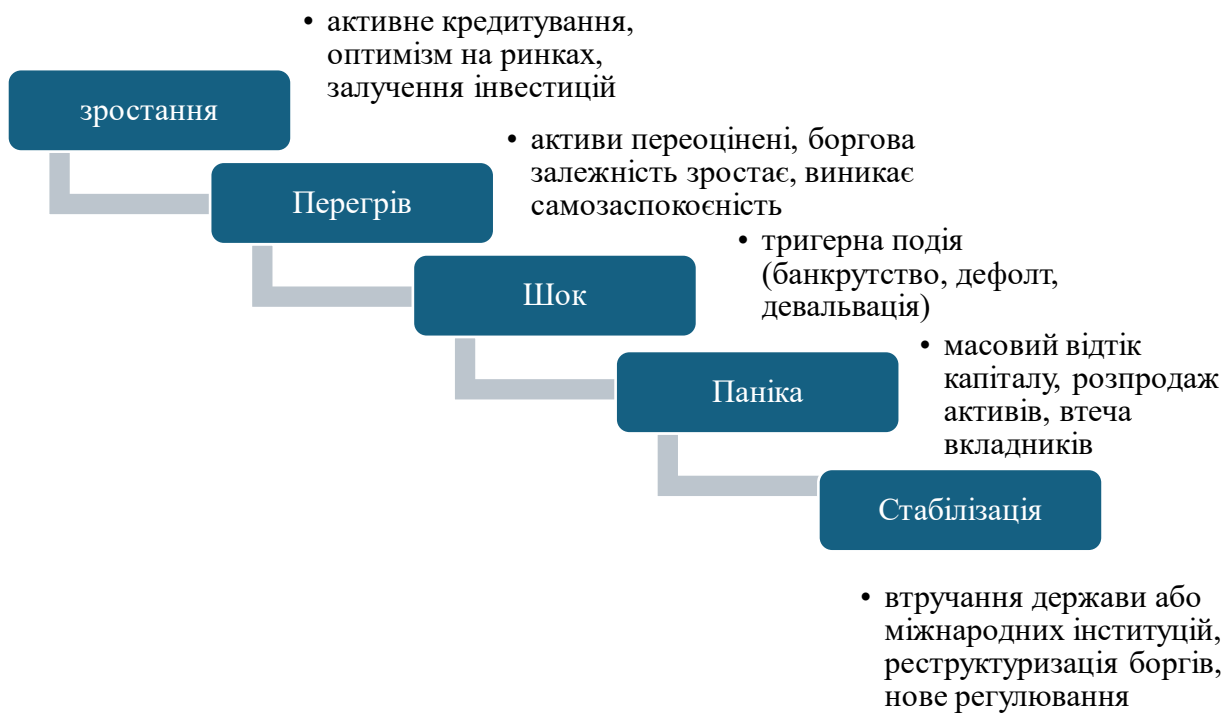 • активне кредитування,
оптимізм на ринках,
залучення інвестицій
зростання
• активи переоцінені, боргова
залежність зростає, виникає
самозаспокоєність
Перегрів
• тригерна подія
(банкрутство, дефолт,
девальвація)
Шок
• масовий відтік
капіталу, розпродаж
активів, втеча
вкладників
Паніка
Стабілізація
• втручання держави або
міжнародних інституцій,
реструктуризація боргів,
нове регулювання